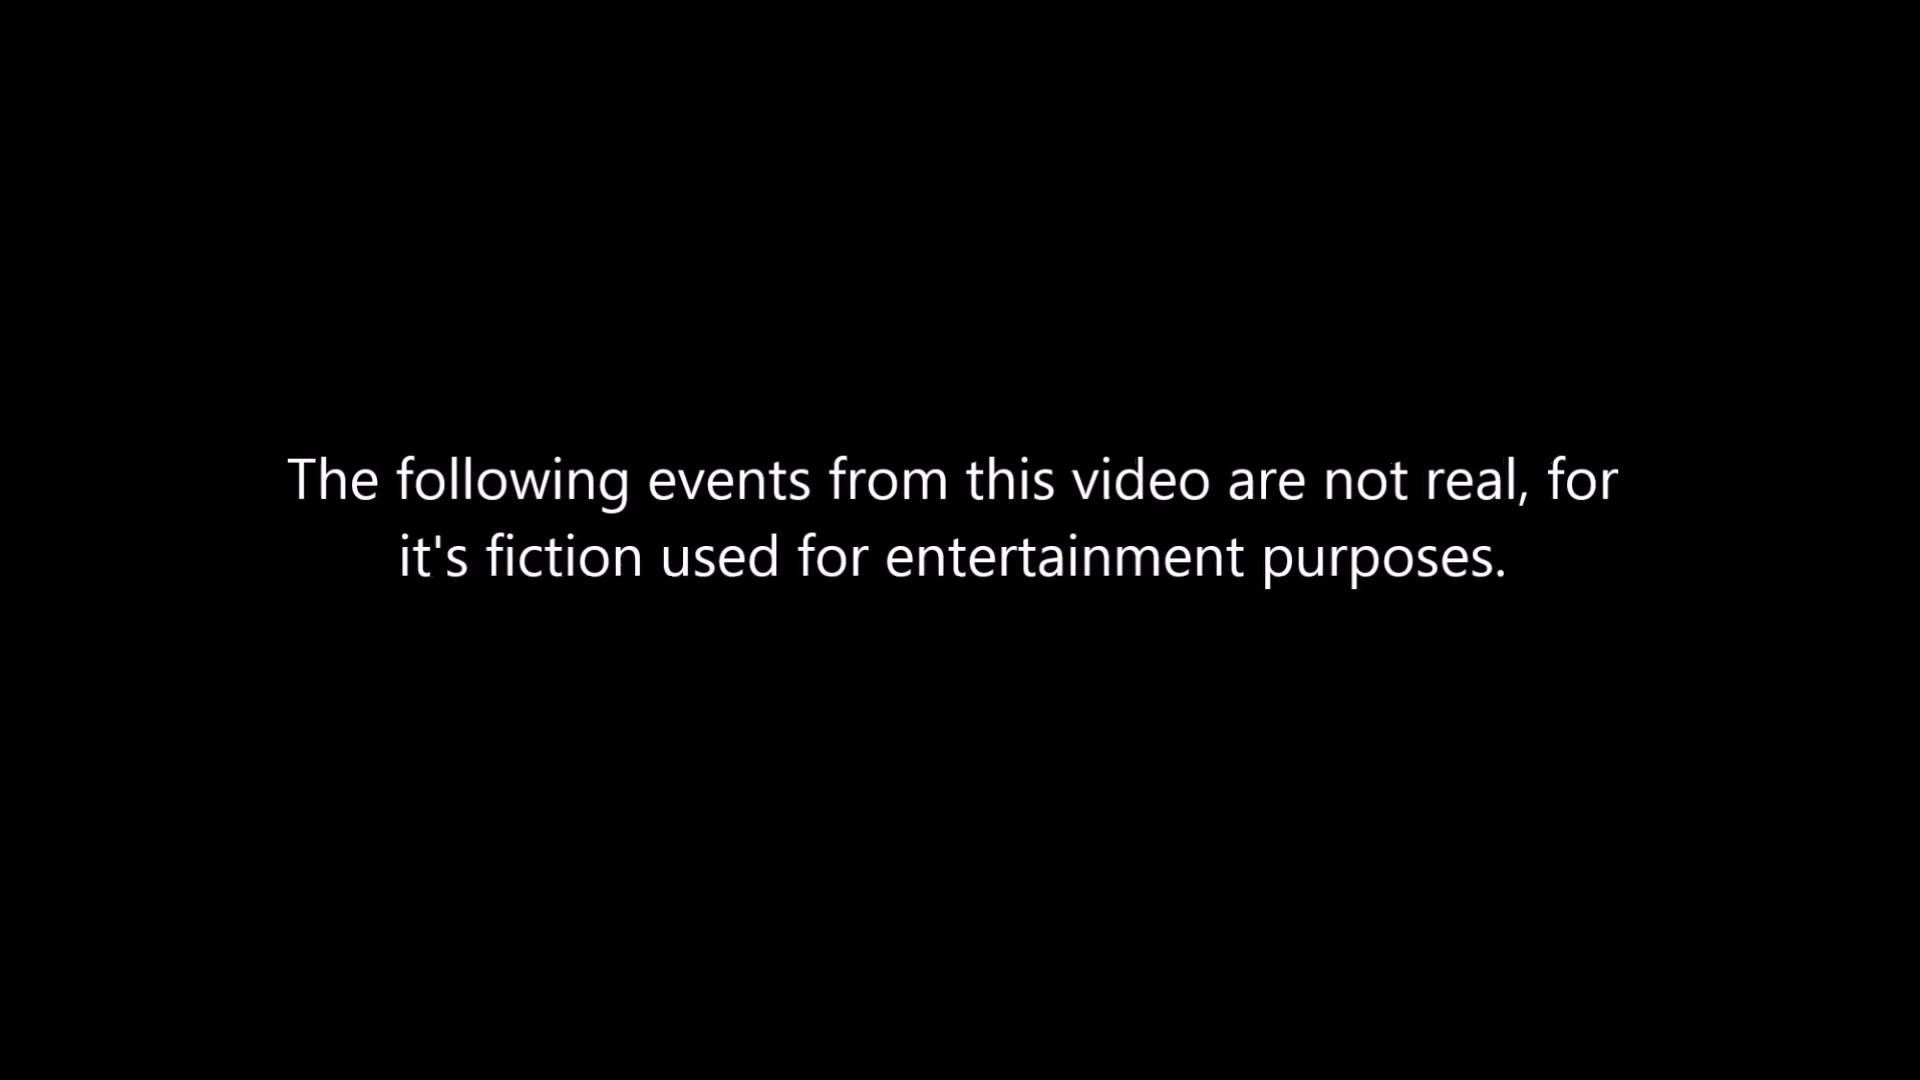 The following events from this video are not real, for
it's fiction used for entertainment purposes.